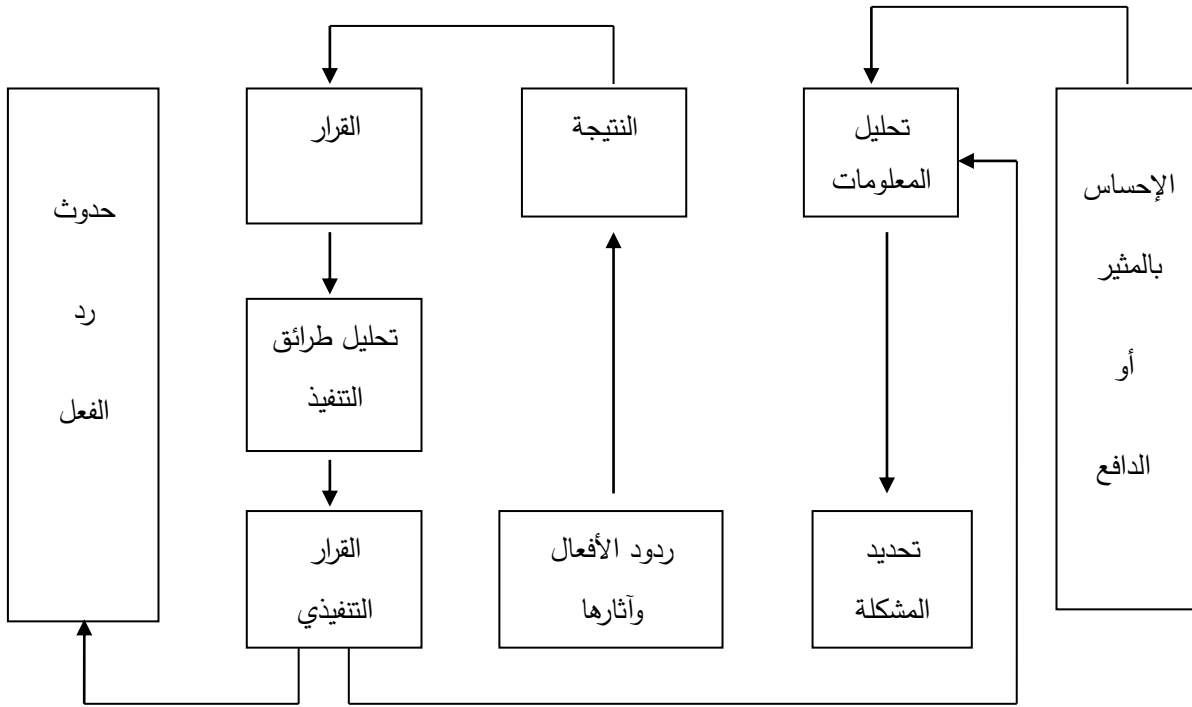 الإحساس
بالمثير
أو
الدافع
تحليل
المعلومات
تحديد
المشكلة
ردود الأفعال
وآثارها
النتيجة
القرار
تحليل طرائق
التنفيذ
القرار
التنفيذي
حدوث
رد
الفعل